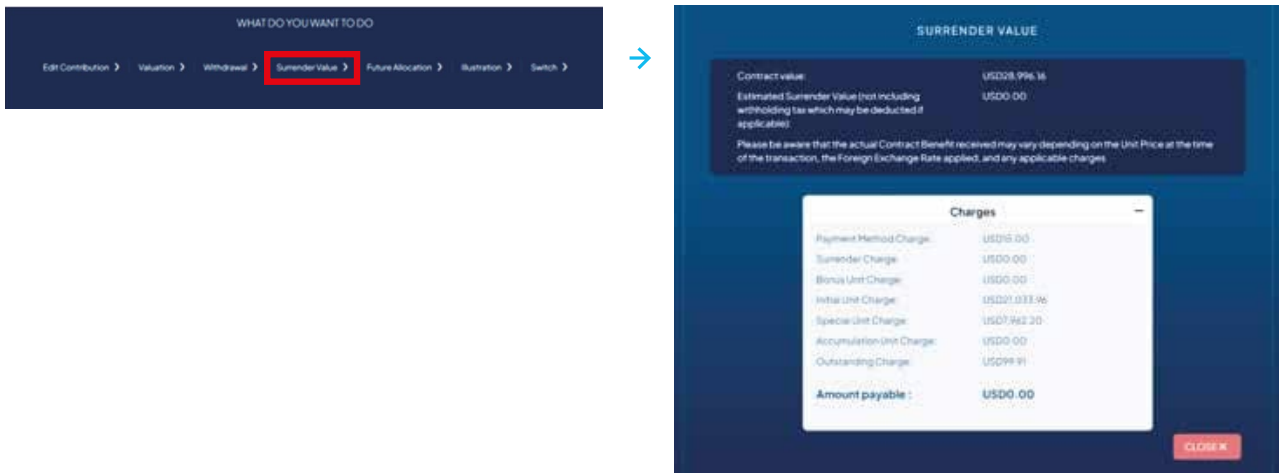 WHAT DO YOU WANT TO DO
Edit Contribution ❯ Valuation ❯ Withdrawal ❯ Surrender Value ❯ Future Allocation ❯ Illustration ❯ Switch ❯
→
SURRENDER VALUE
Contract value: USD28,996.16
Estimated Surrender Value (not including USD0.00
withholding tax which may be deducted if
applicable):
Please be aware that the actual Contract Benefit received may vary depending on the Unit Price at the time
of the transaction, the Foreign Exchange Rate applied, and any applicable charges
Charges −
Payment Method Charge: USD15.00
Surrender Charge: USD0.00
Bonus Unit Charge: USD0.00
Initial Unit Charge: USD21,033.96
Special Unit Charge: USD7,962.20
Accumulation Unit Charge: USD0.00
Outstanding Charge: USD99.91
Amount payable : USD0.00
CLOSE ×